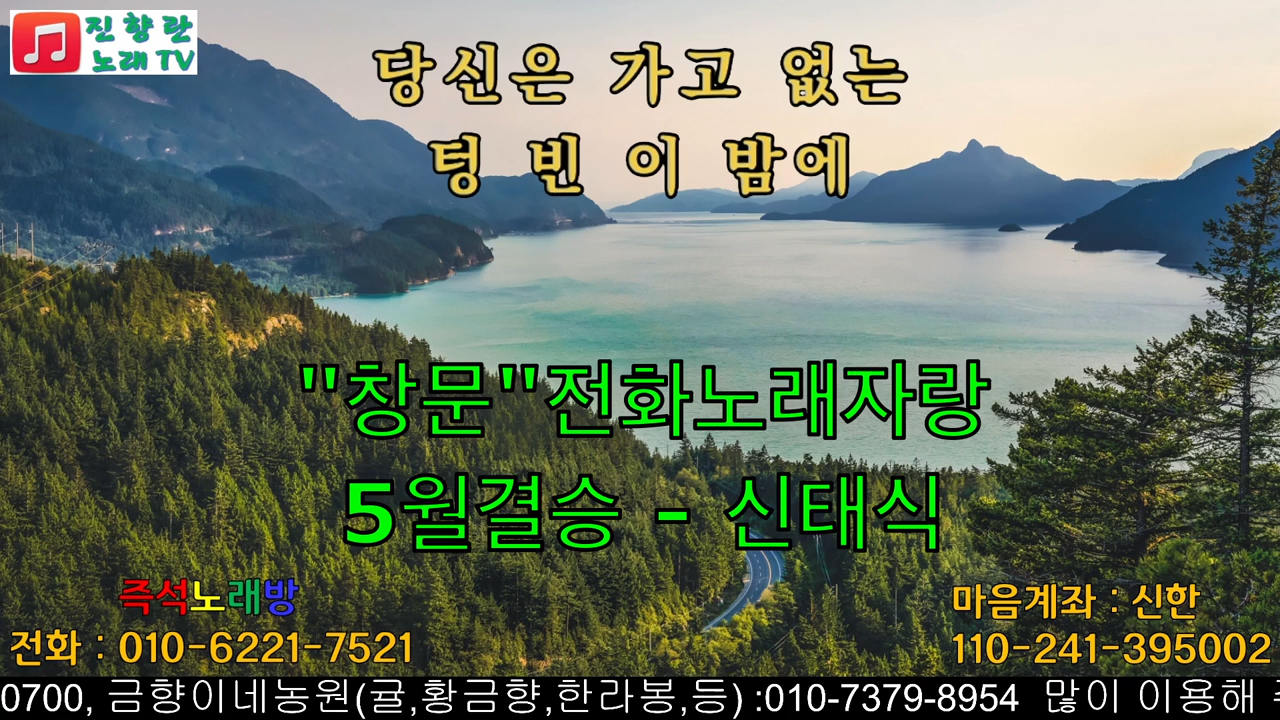 진향란
노래TV
당신은 가고 없는
텅 빈 이 밤에
"창문"전화노래자랑
5월결승 - 신태식
즉석노래방
전화 : 010-6221-7521
마음계좌 : 신한
110-241-395002
0700, 금향이네농원(귤,황금향,한라봉,등) :010-7379-8954 많이 이용해